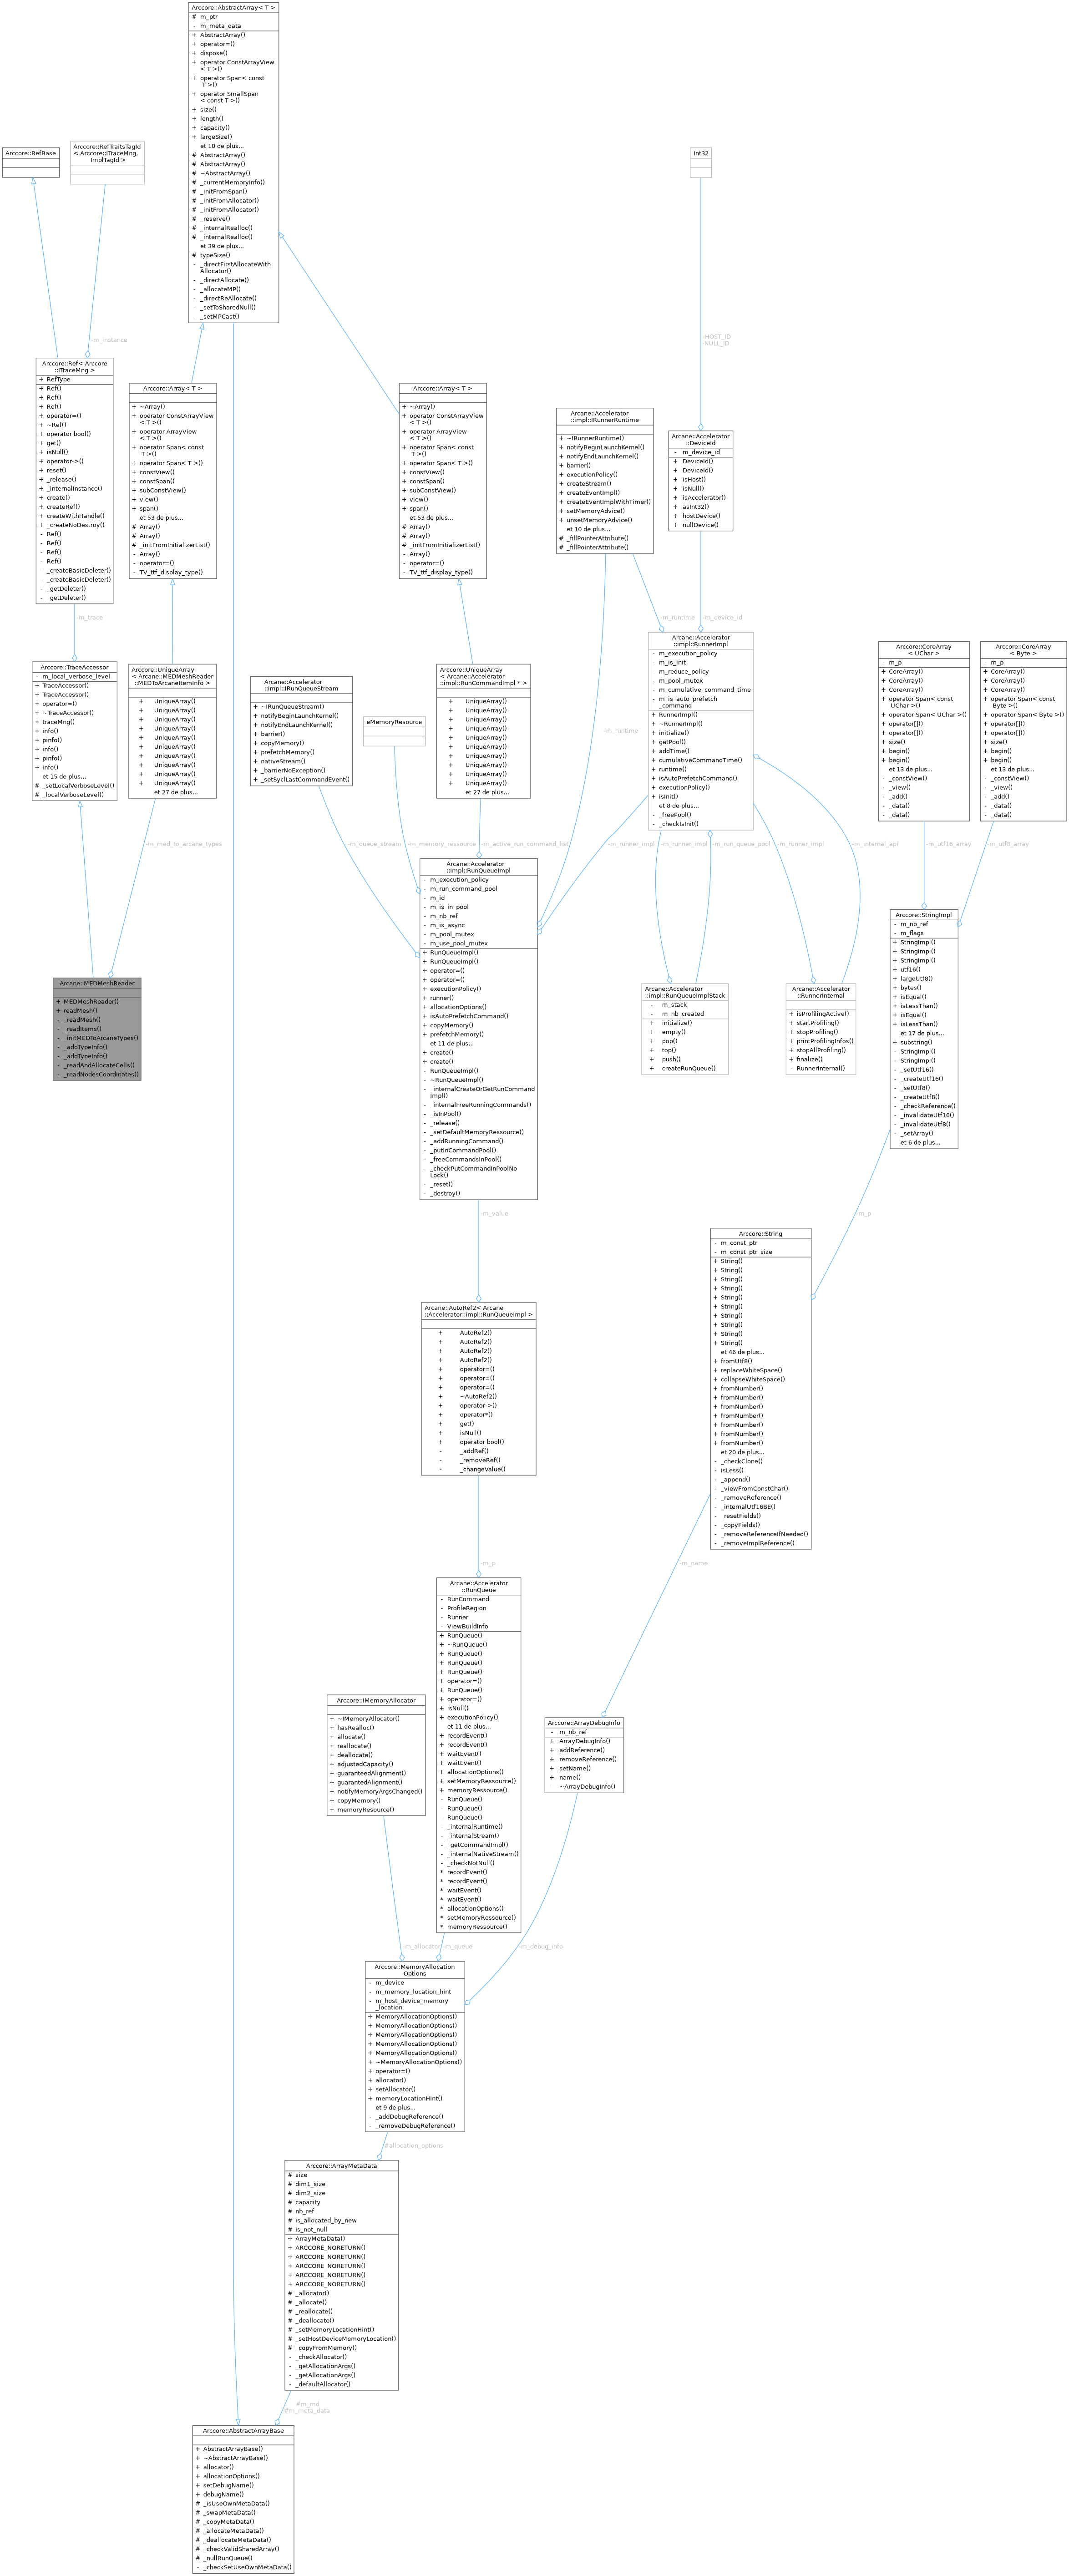 Arccore::AbstractArray< T >
# m_ptr
- m_meta_data
+ AbstractArray()
+ operator=()
+ dispose()
+ operator ConstArrayView
< T >()
+ operator Span< const
T >()
+ operator SmallSpan
< const T >()
+ size()
+ length()
+ capacity()
+ largeSize()
et 10 de plus...
# AbstractArray()
# AbstractArray()
# ~AbstractArray()
# _currentMemoryInfo()
# _initFromSpan()
# _initFromAllocator()
# _initFromAllocator()
# _reserve()
# _internalRealloc()
# _internalRealloc()
et 39 de plus...
# typeSize()
- _directFirstAllocateWith
Allocator()
- _directAllocate()
- _allocateMP()
- _directReAllocate()
- _setToSharedNull()
- _setMPCast()
Arccore::RefBase
Arccore::RefTraitsTagId
< Arccore::ITraceMng,
ImplTagId >
Int32
-m_instance
-HOST_ID
-NULL_ID
Arccore::Ref< Arccore
::ITraceMng >
+ RefType
+ Ref()
+ Ref()
+ Ref()
+ operator=()
+ ~Ref()
+ operator bool()
+ get()
+ isNull()
+ operator->()
+ reset()
+ _release()
+ _internalInstance()
+ create()
+ createRef()
+ createWithHandle()
+ _createNoDestroy()
- Ref()
- Ref()
- Ref()
- Ref()
- _createBasicDeleter()
- _createBasicDeleter()
- _getDeleter()
- _getDeleter()
Arccore::Array< T >
+ ~Array()
+ operator ConstArrayView
< T >()
+ operator ArrayView
< T >()
+ operator Span< const
T >()
+ operator Span< T >()
+ constView()
+ constSpan()
+ subConstView()
+ view()
+ span()
et 53 de plus...
# Array()
# Array()
# _initFromInitializerList()
- Array()
- operator=()
- TV_ttf_display_type()
Arccore::Array< T >
+ ~Array()
+ operator ConstArrayView
< T >()
+ operator ArrayView
< T >()
+ operator Span< const
T >()
+ operator Span< T >()
+ constView()
+ constSpan()
+ subConstView()
+ view()
+ span()
et 53 de plus...
# Array()
# Array()
# _initFromInitializerList()
- Array()
- operator=()
- TV_ttf_display_type()
Arcane::Accelerator
::impl::IRunnerRuntime
+ ~IRunnerRuntime()
+ notifyBeginLaunchKernel()
+ notifyEndLaunchKernel()
+ barrier()
+ executionPolicy()
+ createStream()
+ createEventImpl()
+ createEventImplWithTimer()
+ setMemoryAdvice()
+ unsetMemoryAdvice()
et 10 de plus...
# _fillPointerAttribute()
# _fillPointerAttribute()
Arcane::Accelerator
::DeviceId
- m_device_id
+ DeviceId()
+ DeviceId()
+ isHost()
+ isNull()
+ isAccelerator()
+ asInt32()
+ hostDevice()
+ nullDevice()
-m_trace
-m_runtime
-m_device_id
Arccore::TraceAccessor
- m_local_verbose_level
+ TraceAccessor()
+ TraceAccessor()
+ operator=()
+ ~TraceAccessor()
+ traceMng()
+ info()
+ pinfo()
+ info()
+ pinfo()
+ info()
et 15 de plus...
# _setLocalVerboseLevel()
# _localVerboseLevel()
Arccore::UniqueArray
< Arcane::MEDMeshReader
::MEDToArcaneItemInfo >
+ UniqueArray()
+ UniqueArray()
+ UniqueArray()
+ UniqueArray()
+ UniqueArray()
+ UniqueArray()
+ UniqueArray()
+ UniqueArray()
+ UniqueArray()
+ UniqueArray()
et 27 de plus...
Arcane::Accelerator
::impl::IRunQueueStream
+ ~IRunQueueStream()
+ notifyBeginLaunchKernel()
+ notifyEndLaunchKernel()
+ barrier()
+ copyMemory()
+ prefetchMemory()
+ nativeStream()
+ _barrierNoException()
+ _setSyclLastCommandEvent()
eMemoryResource
Arccore::UniqueArray
< Arcane::Accelerator
::impl::RunCommandImpl * >
+ UniqueArray()
+ UniqueArray()
+ UniqueArray()
+ UniqueArray()
+ UniqueArray()
+ UniqueArray()
+ UniqueArray()
+ UniqueArray()
+ UniqueArray()
+ UniqueArray()
et 27 de plus...
-m_runtime
Arcane::Accelerator
::impl::RunnerImpl
- m_execution_policy
- m_is_init
- m_reduce_policy
- m_pool_mutex
- m_cumulative_command_time
- m_is_auto_prefetch
_command
+ RunnerImpl()
+ ~RunnerImpl()
+ initialize()
+ getPool()
+ addTime()
+ cumulativeCommandTime()
+ runtime()
+ isAutoPrefetchCommand()
+ executionPolicy()
+ isInit()
et 8 de plus...
- _freePool()
- _checkIsInit()
Arccore::CoreArray
< UChar >
- m_p
+ CoreArray()
+ CoreArray()
+ CoreArray()
+ operator Span< const
UChar >()
+ operator Span< UChar >()
+ operator[]()
+ operator[]()
+ size()
+ begin()
+ begin()
et 13 de plus...
- _constView()
- _view()
- _add()
- _data()
- _data()
Arccore::CoreArray
< Byte >
- m_p
+ CoreArray()
+ CoreArray()
+ CoreArray()
+ operator Span< const
Byte >()
+ operator Span< Byte >()
+ operator[]()
+ operator[]()
+ size()
+ begin()
+ begin()
et 13 de plus...
- _constView()
- _view()
- _add()
- _data()
- _data()
-m_med_to_arcane_types
-m_queue_stream
-m_memory_ressource
-m_active_run_command_list
-m_runner_impl
-m_runner_impl
-m_run_queue_pool
-m_runner_impl
-m_internal_api
-m_utf16_array
-m_utf8_array
Arcane::MEDMeshReader
+ MEDMeshReader()
+ readMesh()
- _readMesh()
- _readItems()
- _initMEDToArcaneTypes()
- _addTypeInfo()
- _addTypeInfo()
- _readAndAllocateCells()
- _readNodesCoordinates()
Arcane::Accelerator
::impl::RunQueueImpl
- m_execution_policy
- m_run_command_pool
- m_id
- m_is_in_pool
- m_nb_ref
- m_is_async
- m_pool_mutex
- m_use_pool_mutex
+ RunQueueImpl()
+ RunQueueImpl()
+ operator=()
+ operator=()
+ executionPolicy()
+ runner()
+ allocationOptions()
+ isAutoPrefetchCommand()
+ copyMemory()
+ prefetchMemory()
et 11 de plus...
+ create()
+ create()
- RunQueueImpl()
- ~RunQueueImpl()
- _internalCreateOrGetRunCommand
Impl()
- _internalFreeRunningCommands()
- _isInPool()
- _release()
- _setDefaultMemoryRessource()
- _addRunningCommand()
- _putInCommandPool()
- _freeCommandsInPool()
- _checkPutCommandInPoolNo
Lock()
- _reset()
- _destroy()
Arcane::Accelerator
::impl::RunQueueImplStack
- m_stack
- m_nb_created
+ initialize()
+ empty()
+ pop()
+ top()
+ push()
+ createRunQueue()
Arcane::Accelerator
::RunnerInternal
+ isProfilingActive()
+ startProfiling()
+ stopProfiling()
+ printProfilingInfos()
+ stopAllProfiling()
+ finalize()
- RunnerInternal()
Arccore::StringImpl
- m_nb_ref
- m_flags
+ StringImpl()
+ StringImpl()
+ StringImpl()
+ utf16()
+ largeUtf8()
+ bytes()
+ isEqual()
+ isLessThan()
+ isEqual()
+ isLessThan()
et 17 de plus...
+ substring()
- StringImpl()
- StringImpl()
- _setUtf16()
- _createUtf16()
- _setUtf8()
- _createUtf8()
- _checkReference()
- _invalidateUtf16()
- _invalidateUtf8()
- _setArray()
et 6 de plus...
-m_value
-m_p
Arccore::String
- m_const_ptr
- m_const_ptr_size
+ String()
+ String()
+ String()
+ String()
+ String()
+ String()
+ String()
+ String()
+ String()
+ String()
et 46 de plus...
+ fromUtf8()
+ replaceWhiteSpace()
+ collapseWhiteSpace()
+ fromNumber()
+ fromNumber()
+ fromNumber()
+ fromNumber()
+ fromNumber()
+ fromNumber()
+ fromNumber()
et 20 de plus...
- _checkClone()
- isLess()
- _append()
- _viewFromConstChar()
- _removeReference()
- _internalUtf16BE()
- _resetFields()
- _copyFields()
- _removeReferenceIfNeeded()
- _removeImplReference()
Arcane::AutoRef2< Arcane
::Accelerator::impl::RunQueueImpl >
+ AutoRef2()
+ AutoRef2()
+ AutoRef2()
+ AutoRef2()
+ operator=()
+ operator=()
+ operator=()
+ ~AutoRef2()
+ operator->()
+ operator*()
+ get()
+ isNull()
+ operator bool()
- _addRef()
- _removeRef()
- _changeValue()
-m_p
-m_name
Arcane::Accelerator
::RunQueue
- RunCommand
- ProfileRegion
- Runner
- ViewBuildInfo
+ RunQueue()
+ ~RunQueue()
+ RunQueue()
+ RunQueue()
+ RunQueue()
+ operator=()
+ RunQueue()
+ operator=()
+ isNull()
+ executionPolicy()
et 11 de plus...
+ recordEvent()
+ recordEvent()
+ waitEvent()
+ waitEvent()
+ allocationOptions()
+ setMemoryRessource()
+ memoryRessource()
- RunQueue()
- RunQueue()
- RunQueue()
- _internalRuntime()
- _internalStream()
- _getCommandImpl()
- _internalNativeStream()
- _checkNotNull()
* recordEvent()
* recordEvent()
* waitEvent()
* waitEvent()
* allocationOptions()
* setMemoryRessource()
* memoryRessource()
Arccore::IMemoryAllocator
+ ~IMemoryAllocator()
+ hasRealloc()
+ allocate()
+ reallocate()
+ deallocate()
+ adjustedCapacity()
+ guaranteedAlignment()
+ guarantedAlignment()
+ notifyMemoryArgsChanged()
+ copyMemory()
+ memoryResource()
Arccore::ArrayDebugInfo
- m_nb_ref
+ ArrayDebugInfo()
+ addReference()
+ removeReference()
+ setName()
+ name()
- ~ArrayDebugInfo()
-m_allocator
-m_queue
-m_debug_info
Arccore::MemoryAllocation
Options
- m_device
- m_memory_location_hint
- m_host_device_memory
_location
+ MemoryAllocationOptions()
+ MemoryAllocationOptions()
+ MemoryAllocationOptions()
+ MemoryAllocationOptions()
+ MemoryAllocationOptions()
+ ~MemoryAllocationOptions()
+ operator=()
+ allocator()
+ setAllocator()
+ memoryLocationHint()
et 9 de plus...
- _addDebugReference()
- _removeDebugReference()
#allocation_options
Arccore::ArrayMetaData
# size
# dim1_size
# dim2_size
# capacity
# nb_ref
# is_allocated_by_new
# is_not_null
+ ArrayMetaData()
+ ARCCORE_NORETURN()
+ ARCCORE_NORETURN()
+ ARCCORE_NORETURN()
+ ARCCORE_NORETURN()
+ ARCCORE_NORETURN()
# _allocator()
# _allocate()
# _reallocate()
# _deallocate()
# _setMemoryLocationHint()
# _setHostDeviceMemoryLocation()
# _copyFromMemory()
- _checkAllocator()
- _getAllocationArgs()
- _getAllocationArgs()
- _defaultAllocator()
#m_md
#m_meta_data
Arccore::AbstractArrayBase
+ AbstractArrayBase()
+ ~AbstractArrayBase()
+ allocator()
+ allocationOptions()
+ setDebugName()
+ debugName()
# _isUseOwnMetaData()
# _swapMetaData()
# _copyMetaData()
# _allocateMetaData()
# _deallocateMetaData()
# _checkValidSharedArray()
# _nullRunQueue()
- _checkSetUseOwnMetaData()